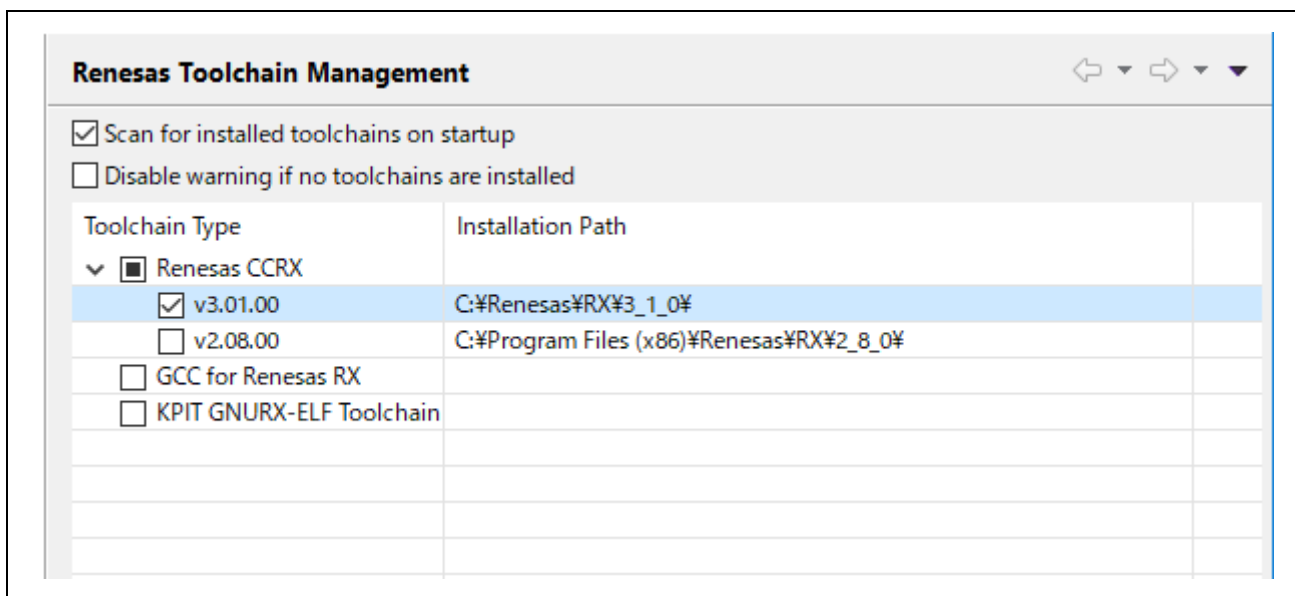 Renesas Toolchain Management
Scan for installed toolchains on startup
Disable warning if no toolchains are installed
Toolchain Type Installation Path
Renesas CCRX
v3.01.00 C:¥Renesas¥RX¥3_1_0¥
v2.08.00 C:¥Program Files (x86)¥Renesas¥RX¥2_8_0¥
GCC for Renesas RX
KPIT GNURX-ELF Toolchain